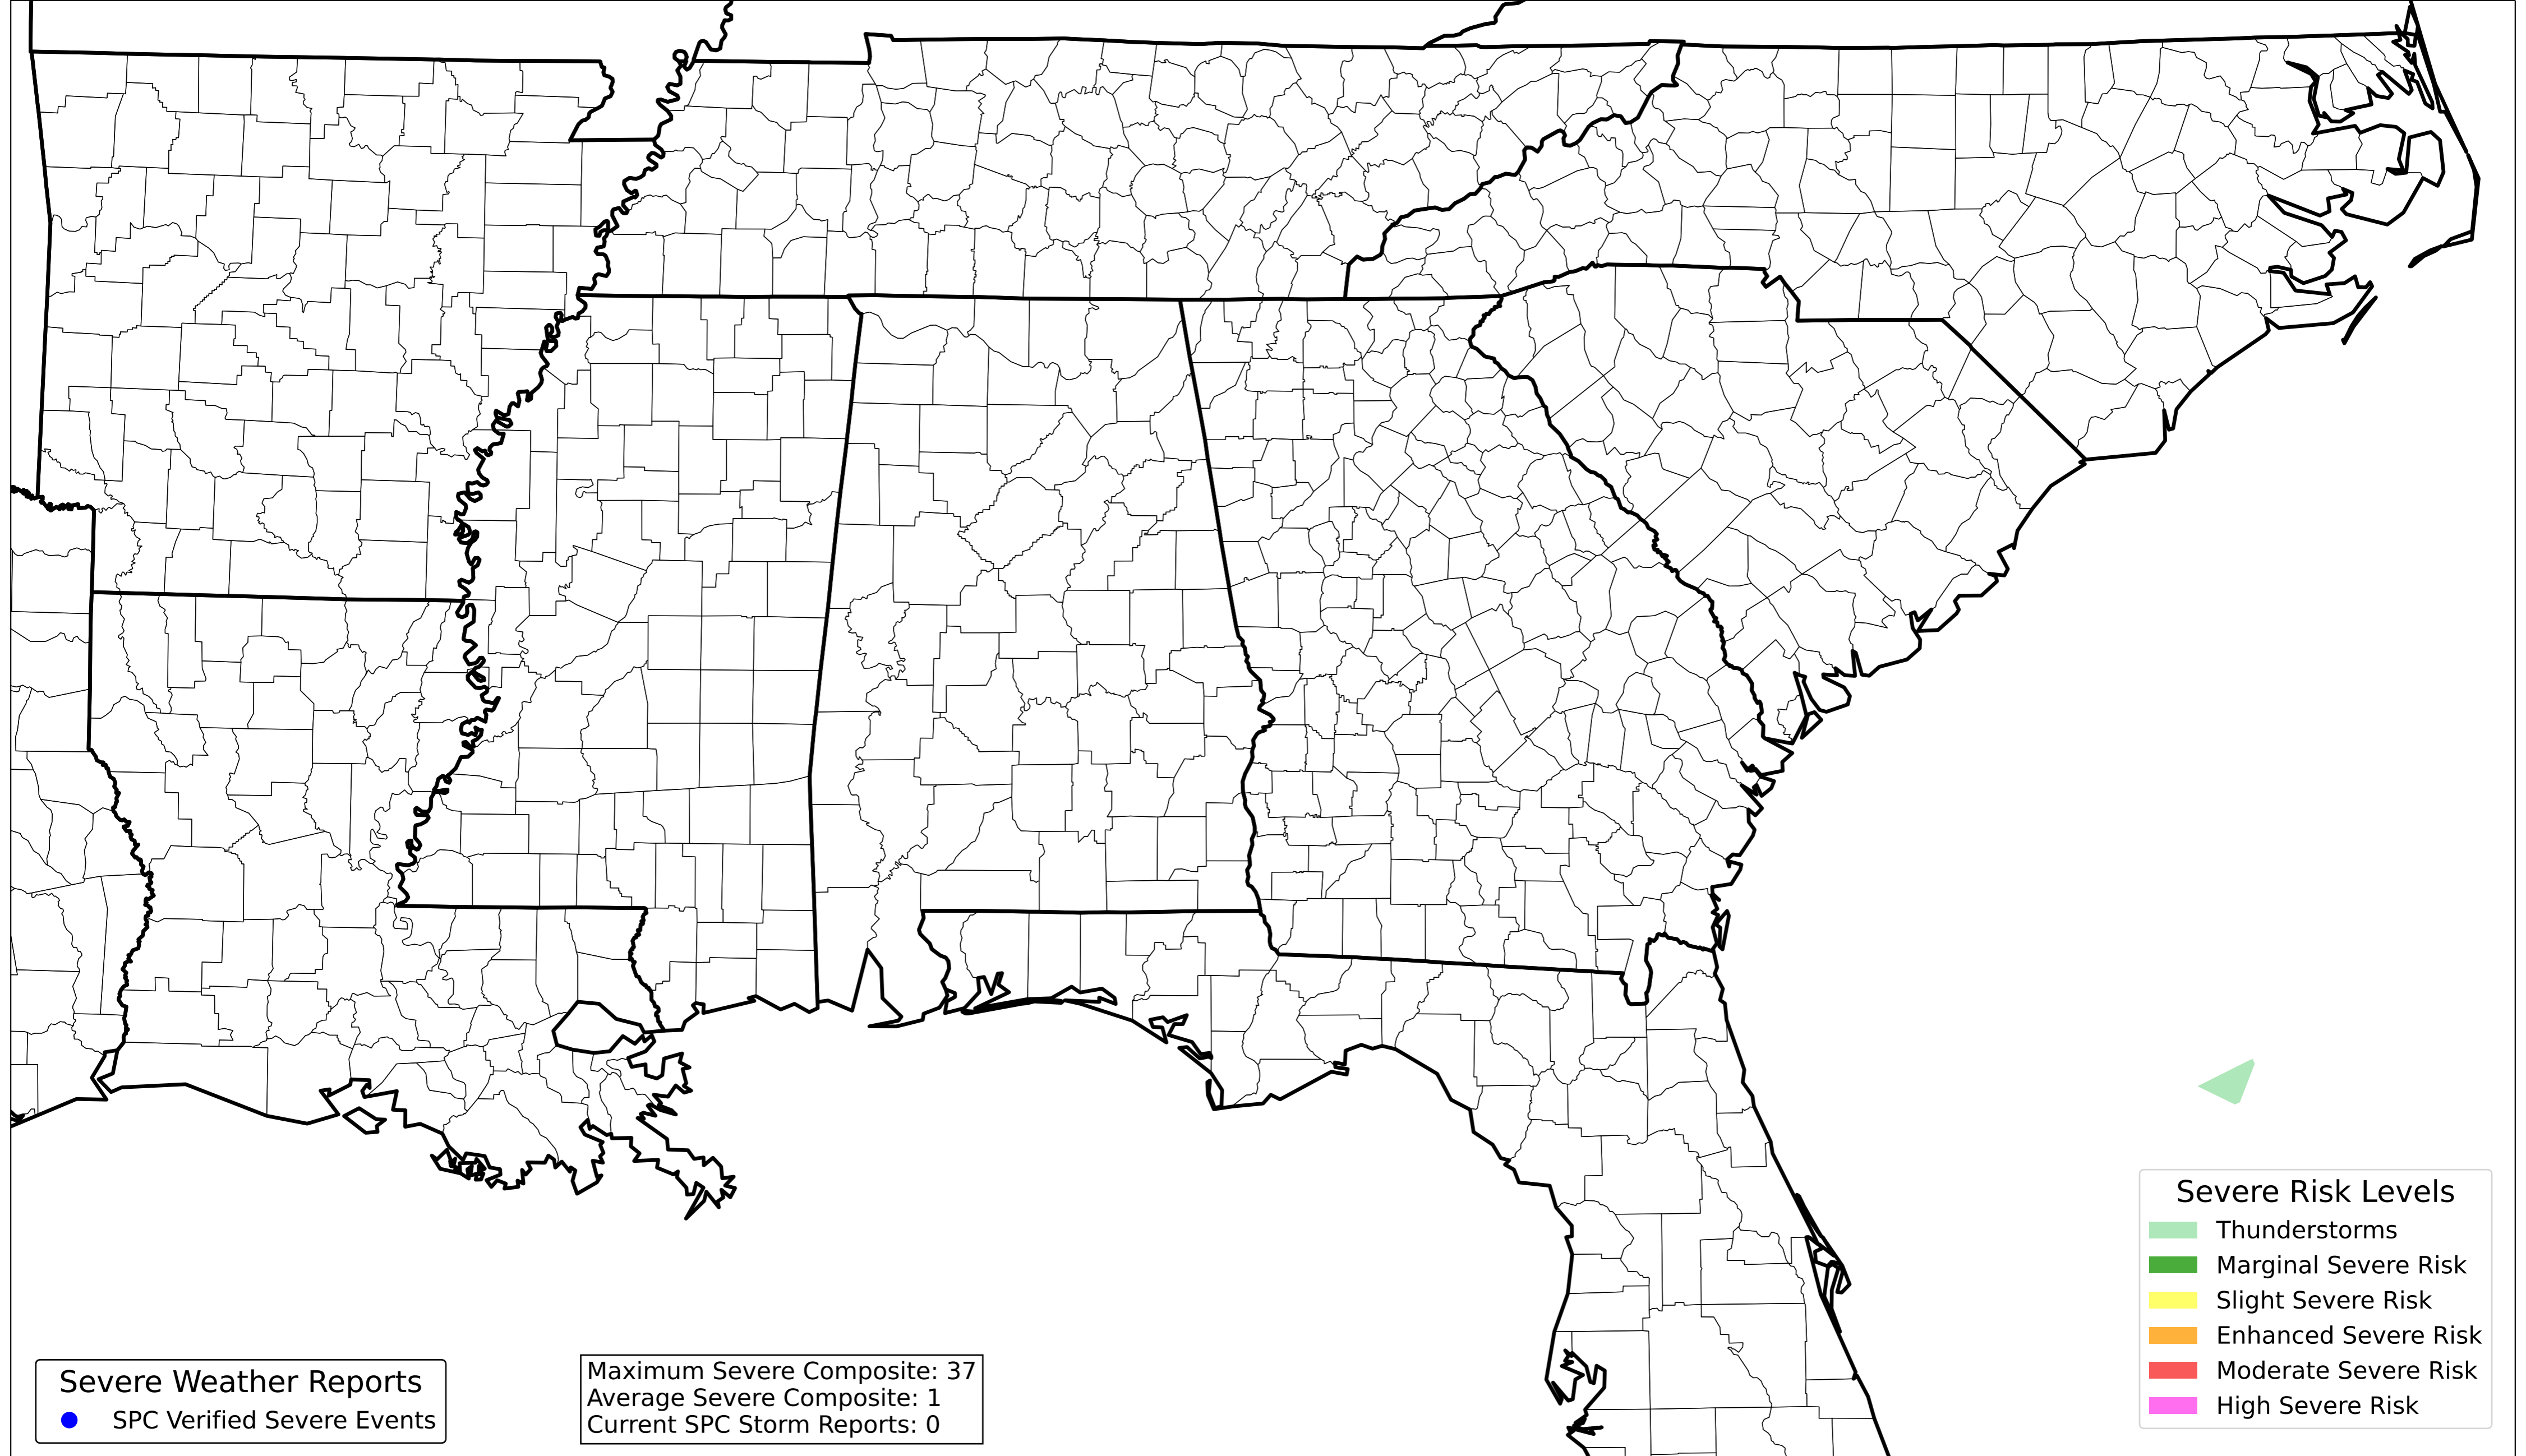 Severe Risk Levels
Thunderstorms
Marginal Severe Risk
Slight Severe Risk
Enhanced Severe Risk
Moderate Severe Risk
High Severe Risk
Severe Weather Reports
SPC Verified Severe Events
Maximum Severe Composite: 37
Average Severe Composite: 1
Current SPC Storm Reports: 0